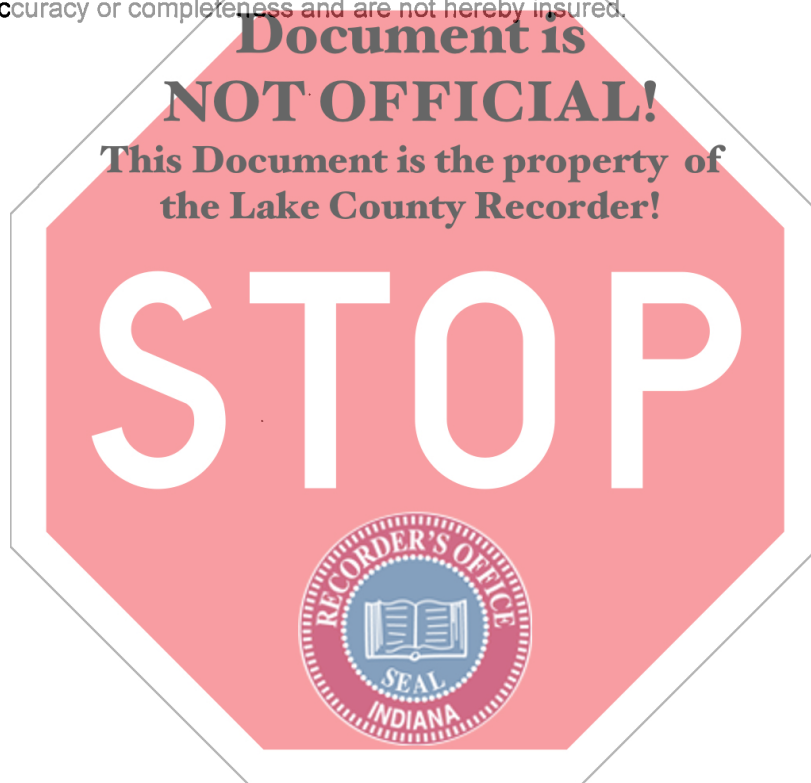 ccuracy or completeness and are not hereby insured.
Document is
NOT OFFICIAL!
This Document is the property of
the Lake County Recorder!
STOP
RECORDER'S OFFICE
SEAL
INDIANA